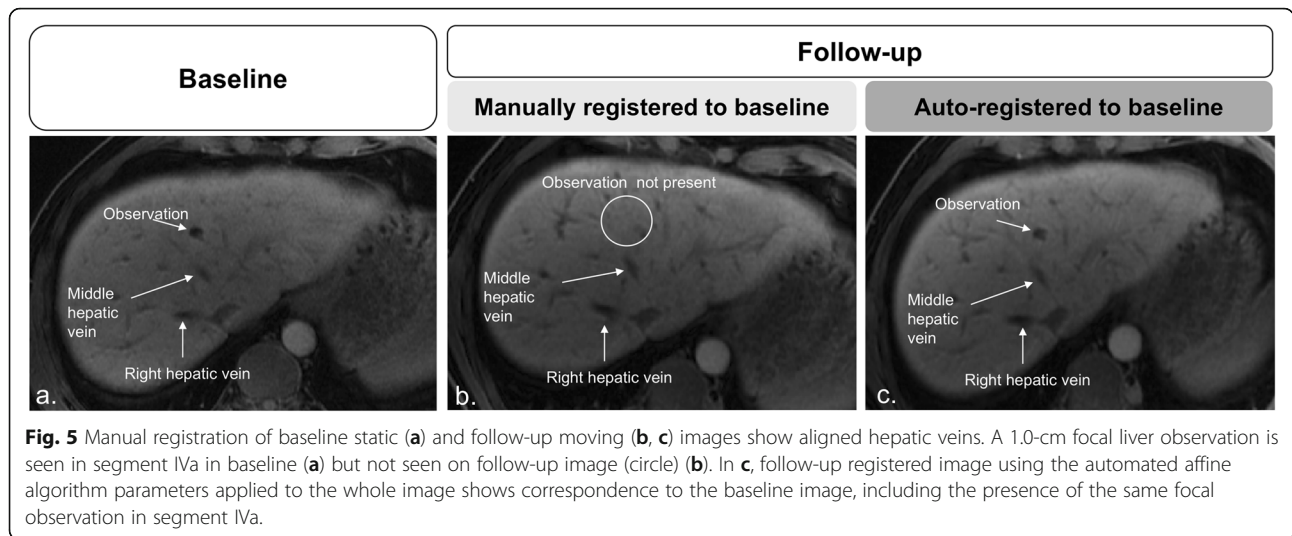 Baseline
Follow-up
Manually registered to baseline
Auto-registered to baseline
Observation
Middle
hepatic
vein
Right hepatic vein
a.
Observation not present
Middle
hepatic
vein
Right hepatic vein
b.
Observation
Middle
hepatic
vein
Right hepatic vein
c.
Fig. 5 Manual registration of baseline static (a) and follow-up moving (b, c) images show aligned hepatic veins. A 1.0-cm focal liver observation is
seen in segment IVa in baseline (a) but not seen on follow-up image (circle) (b). In c, follow-up registered image using the automated affine
algorithm parameters applied to the whole image shows correspondence to the baseline image, including the presence of the same focal
observation in segment IVa.